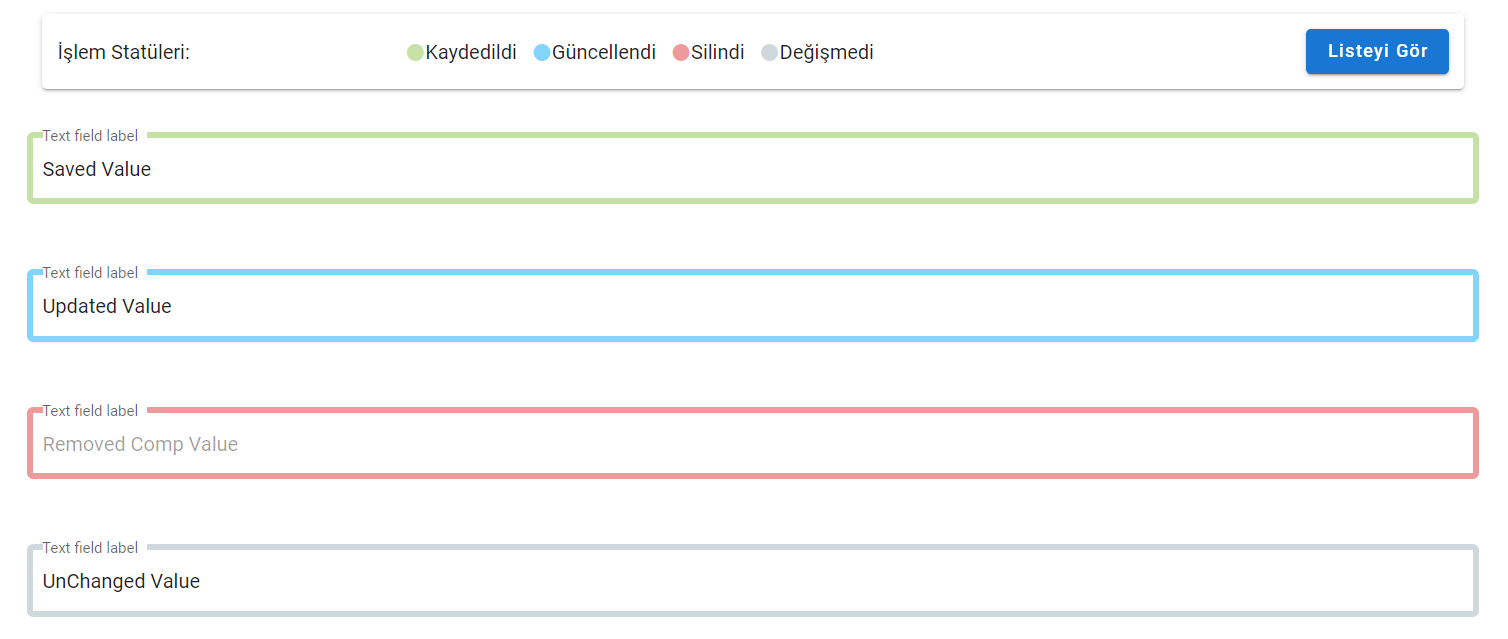 İşlem Statüleri: Kaydedildi Güncellendi Silindi Değişmedi Listeyi Gör
Text field label
Saved Value
Text field label
Updated Value
Text field label
Removed Comp Value
Text field label
UnChanged Value